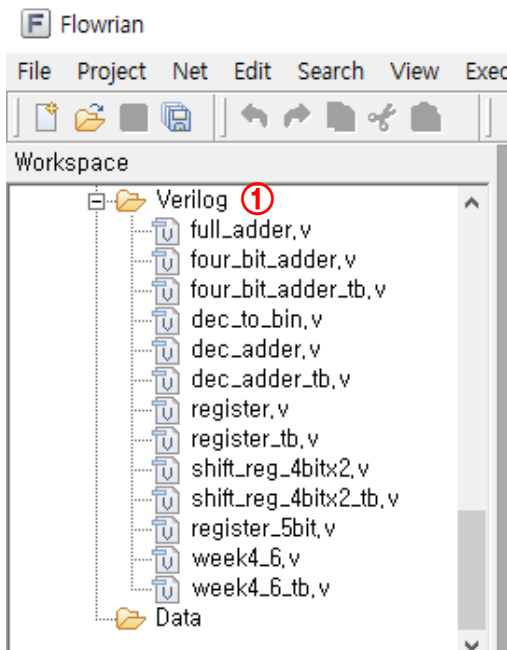 F Flowrian
File Project Net Edit Search View Exec
Workspace
Verilog ①
full_adder.v
four_bit_adder.v
four_bit_adder_tb.v
dec_to_bin.v
dec_adder.v
dec_adder_tb.v
register.v
register_tb.v
shift_reg_4bitx2.v
shift_reg_4bitx2_tb.v
register_5bit.v
week4_6.v
week4_6_tb.v
Data